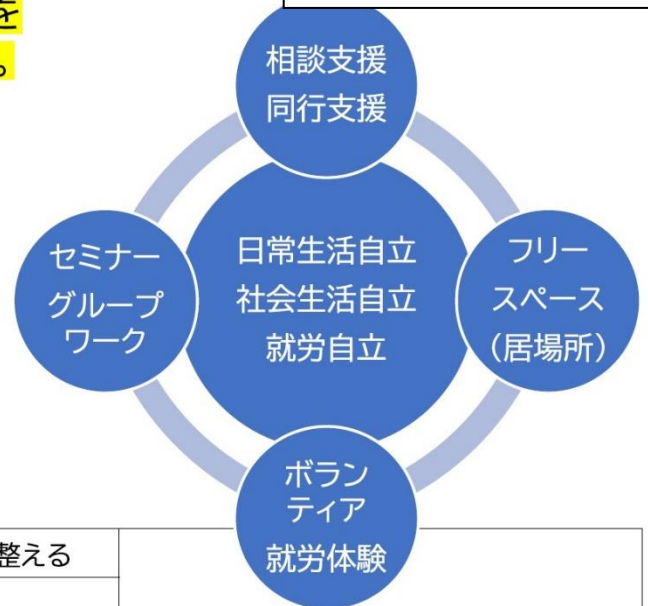 を
。
相談支援
同行支援
セミナー
グループ
ワーク
日常生活自立
社会生活自立
就労自立
フリー
スペース
（居場所）
ボラン
ティア
就労体験
整える